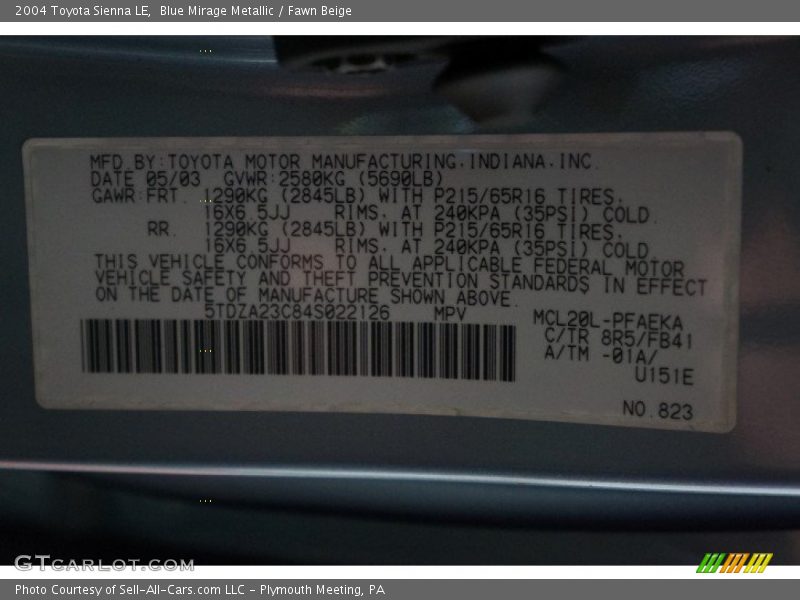 2004 Toyota Sienna LE,  Blue Mirage Metallic / Fawn Beige
MFD.BY:TOYOTA MOTOR MANUFACTURING.INDIANA.INC.
DATE 05/03  GVWR:2580KG (5690LB)
GAWR:FRT. 1290KG (2845LB) WITH P215/65R16 TIRES.
16X6.5JJ RIMS. AT 240KPA (35PSI) COLD.
RR. 1290KG (2845LB) WITH P215/65R16 TIRES.
16X6.5JJ RIMS. AT 240KPA (35PSI) COLD.
THIS VEHICLE CONFORMS TO ALL APPLICABLE FEDERAL MOTOR
VEHICLE SAFETY AND THEFT PREVENTION STANDARDS IN EFFECT
ON THE DATE OF MANUFACTURE SHOWN ABOVE.
5TDZA23C84S022126 MPV MCL20L-PFAEKA
C/TR 8R5/FB41
A/TM -01A/
U151E
NO.823
GTCARLOT.COM
Photo Courtesy of Sell-All-Cars.com LLC - Plymouth Meeting, PA